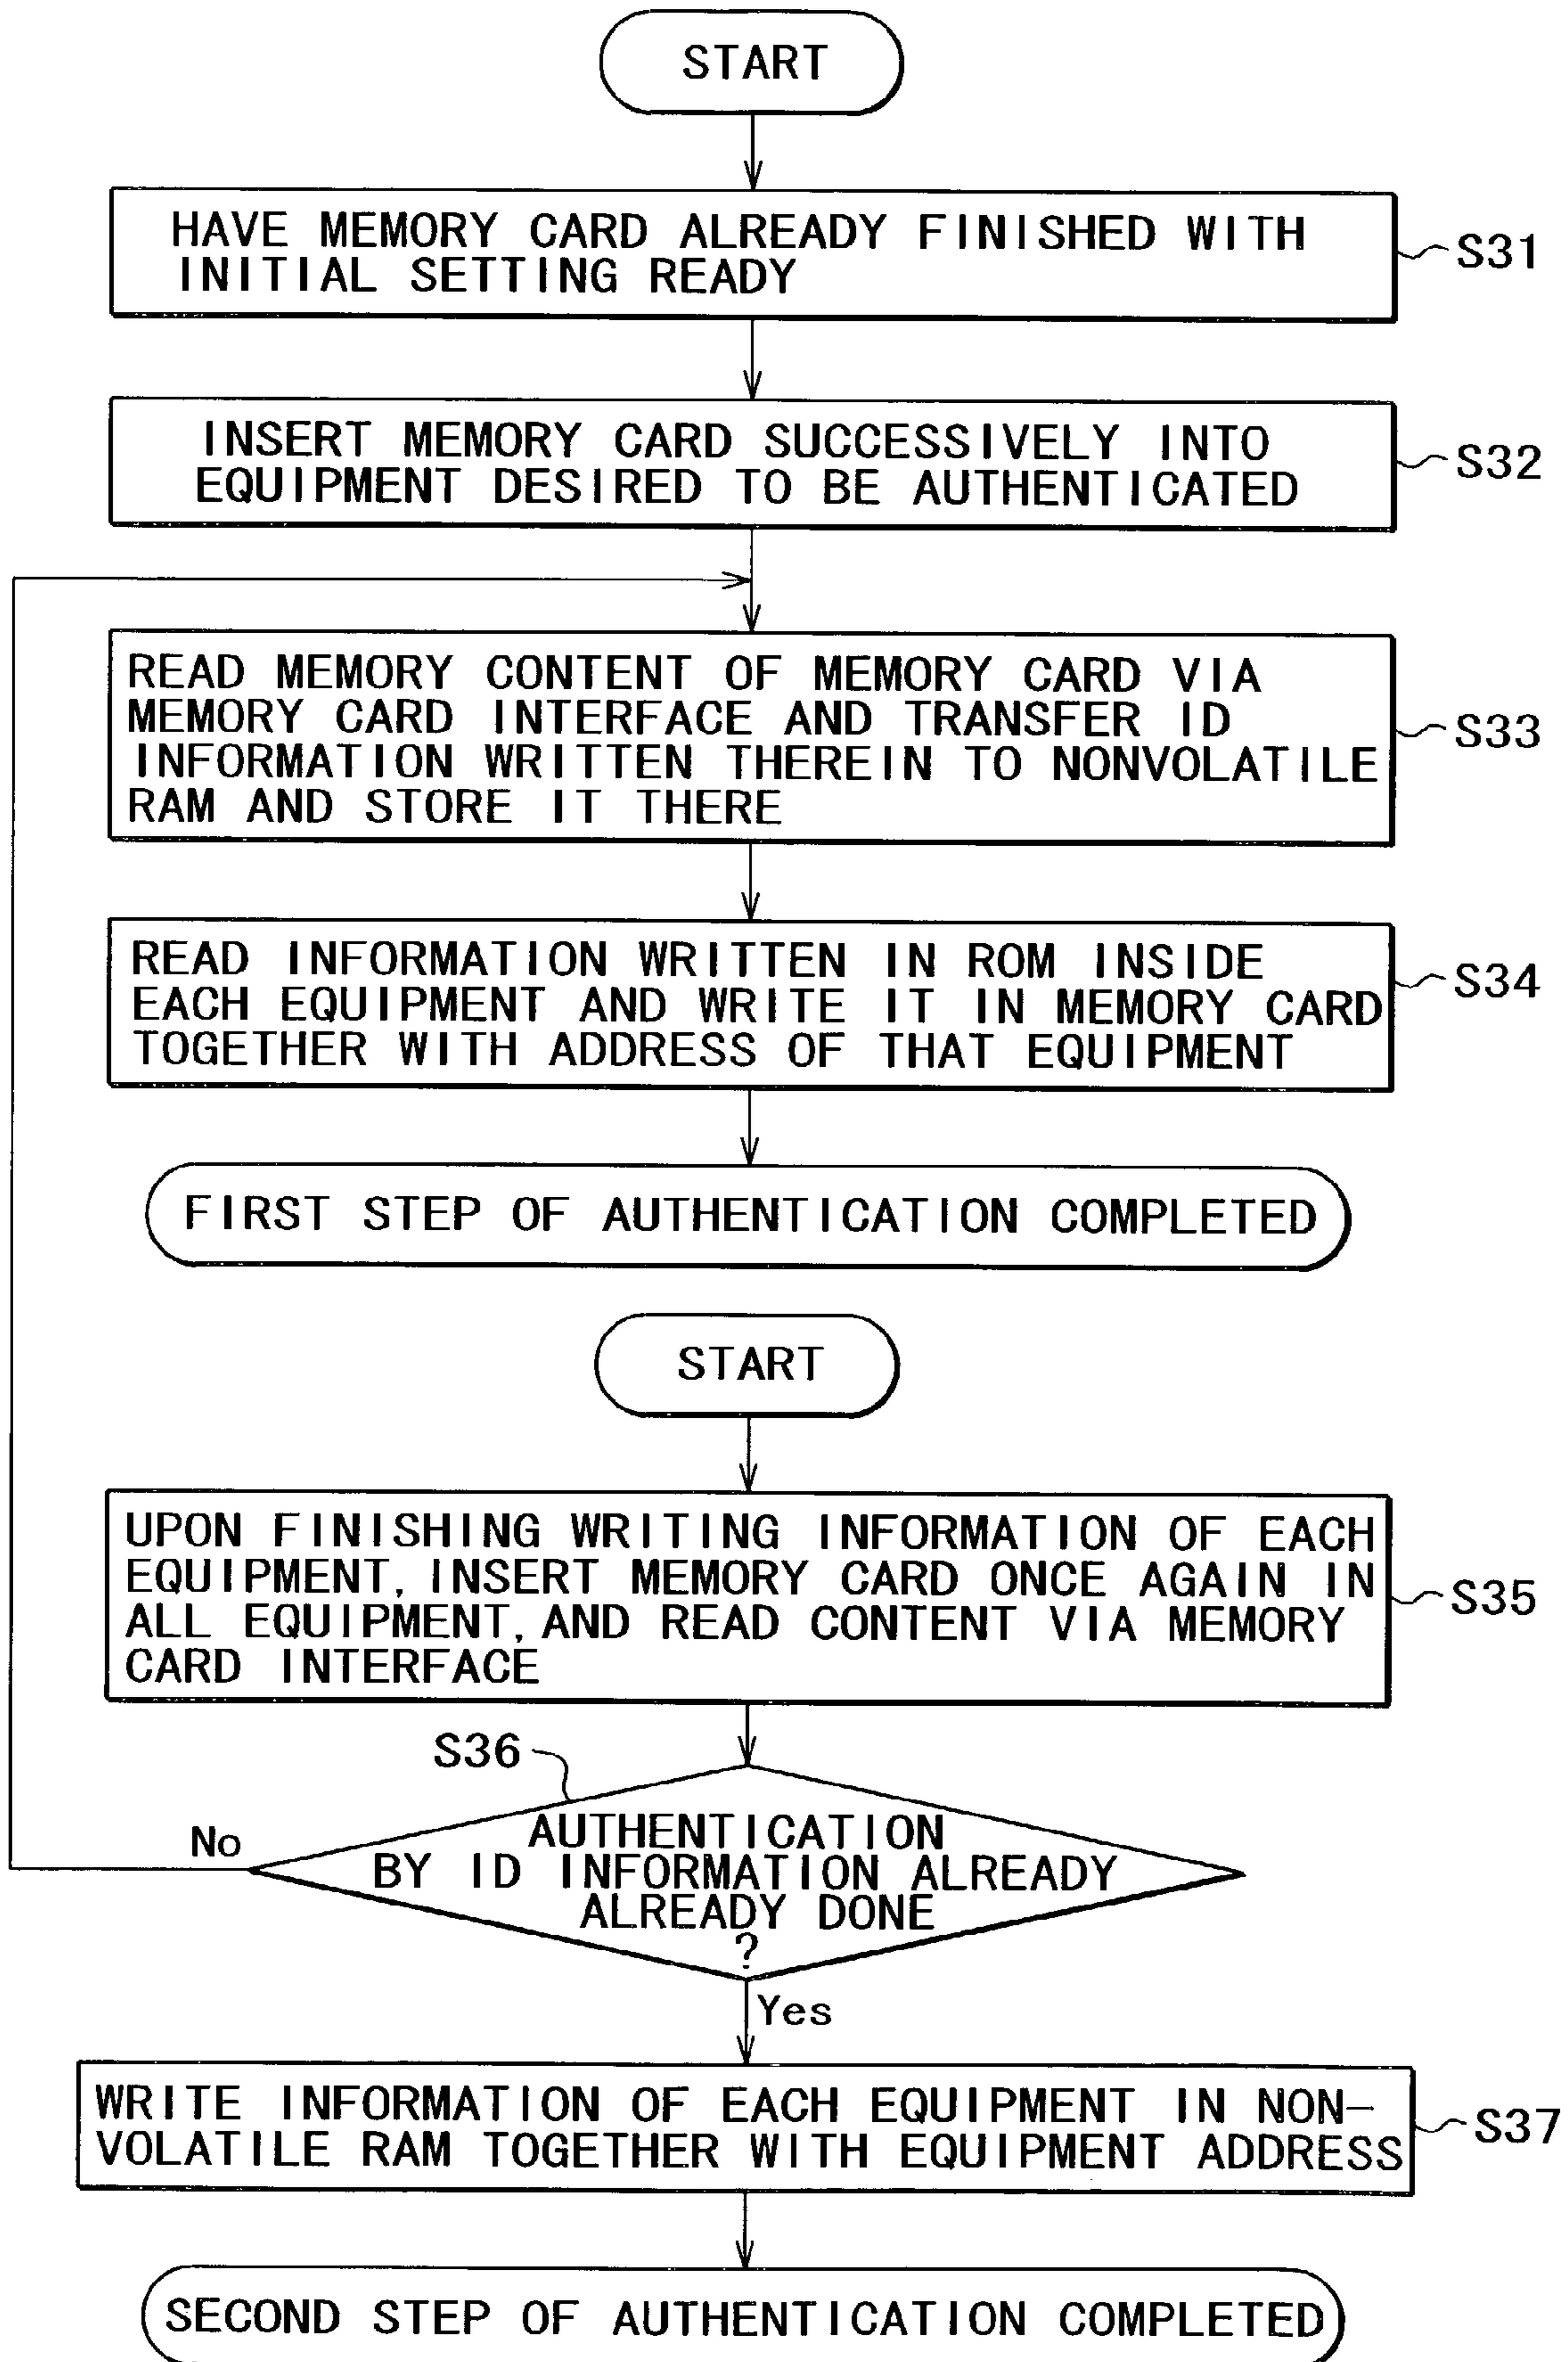 START
HAVE MEMORY CARD ALREADY FINISHED WITH
INITIAL SETTING READY
S31
INSERT MEMORY CARD SUCCESSIVELY INTO
EQUIPMENT DESIRED TO BE AUTHENTICATED
S32
READ MEMORY CONTENT OF MEMORY CARD VIA
MEMORY CARD INTERFACE AND TRANSFER ID
INFORMATION WRITTEN THEREIN TO NONVOLATILE
RAM AND STORE IT THERE
S33
READ INFORMATION WRITTEN IN ROM INSIDE
EACH EQUIPMENT AND WRITE IT IN MEMORY CARD
TOGETHER WITH ADDRESS OF THAT EQUIPMENT
S34
FIRST STEP OF AUTHENTICATION COMPLETED
START
UPON FINISHING WRITING INFORMATION OF EACH
EQUIPMENT, INSERT MEMORY CARD ONCE AGAIN IN
ALL EQUIPMENT, AND READ CONTENT VIA MEMORY
CARD INTERFACE
S35
S36
AUTHENTICATION
BY ID INFORMATION ALREADY
ALREADY DONE
?
No
Yes
WRITE INFORMATION OF EACH EQUIPMENT IN NON-
VOLATILE RAM TOGETHER WITH EQUIPMENT ADDRESS
S37
SECOND STEP OF AUTHENTICATION COMPLETED